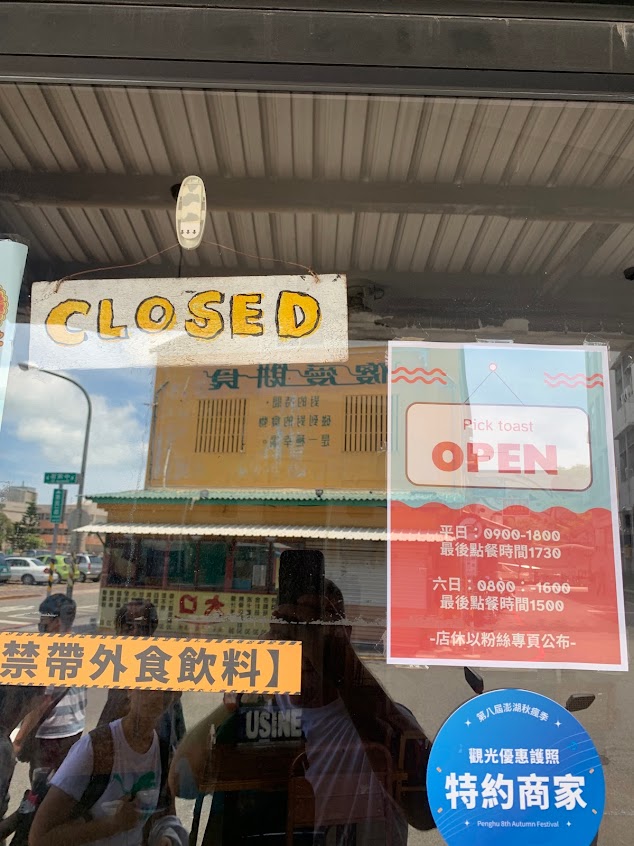 CLOSED
Pick toast
OPEN
平日：0900-1800
最後點餐時間1730
六日：0800：-1600
最後點餐時間1500
-店休以粉絲專頁公布-
禁帶外食飲料】
USINE
第八屆澎湖秋瘋季
觀光優惠護照
特約商家
Penghu 8th Autumn Festival